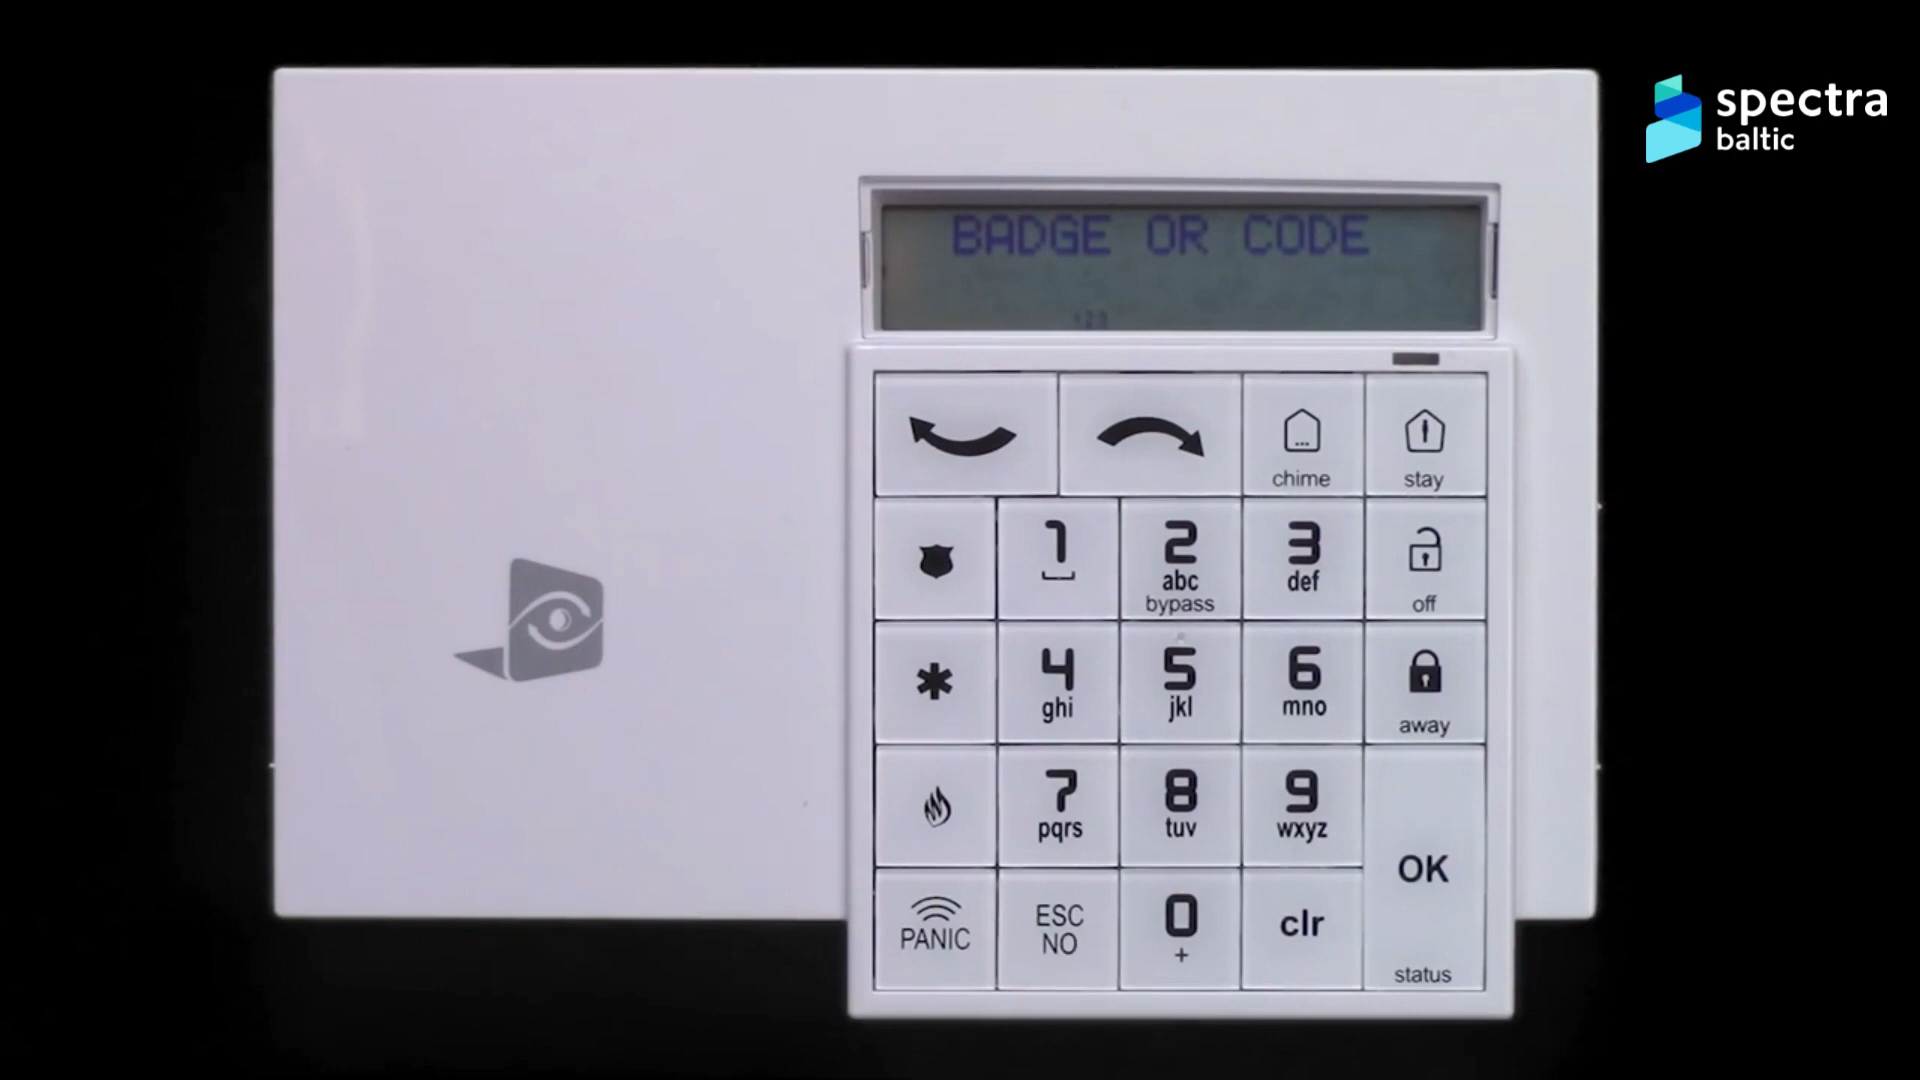 spectra
baltic
BADGE OR CODE
123
chime
stay
1
2
abc
bypass
3
def
off
*
4
ghi
5
jkl
6
mno
away
7
pqrs
8
tuv
9
wxyz
OK
status
PANIC
ESC
NO
0
+
clr